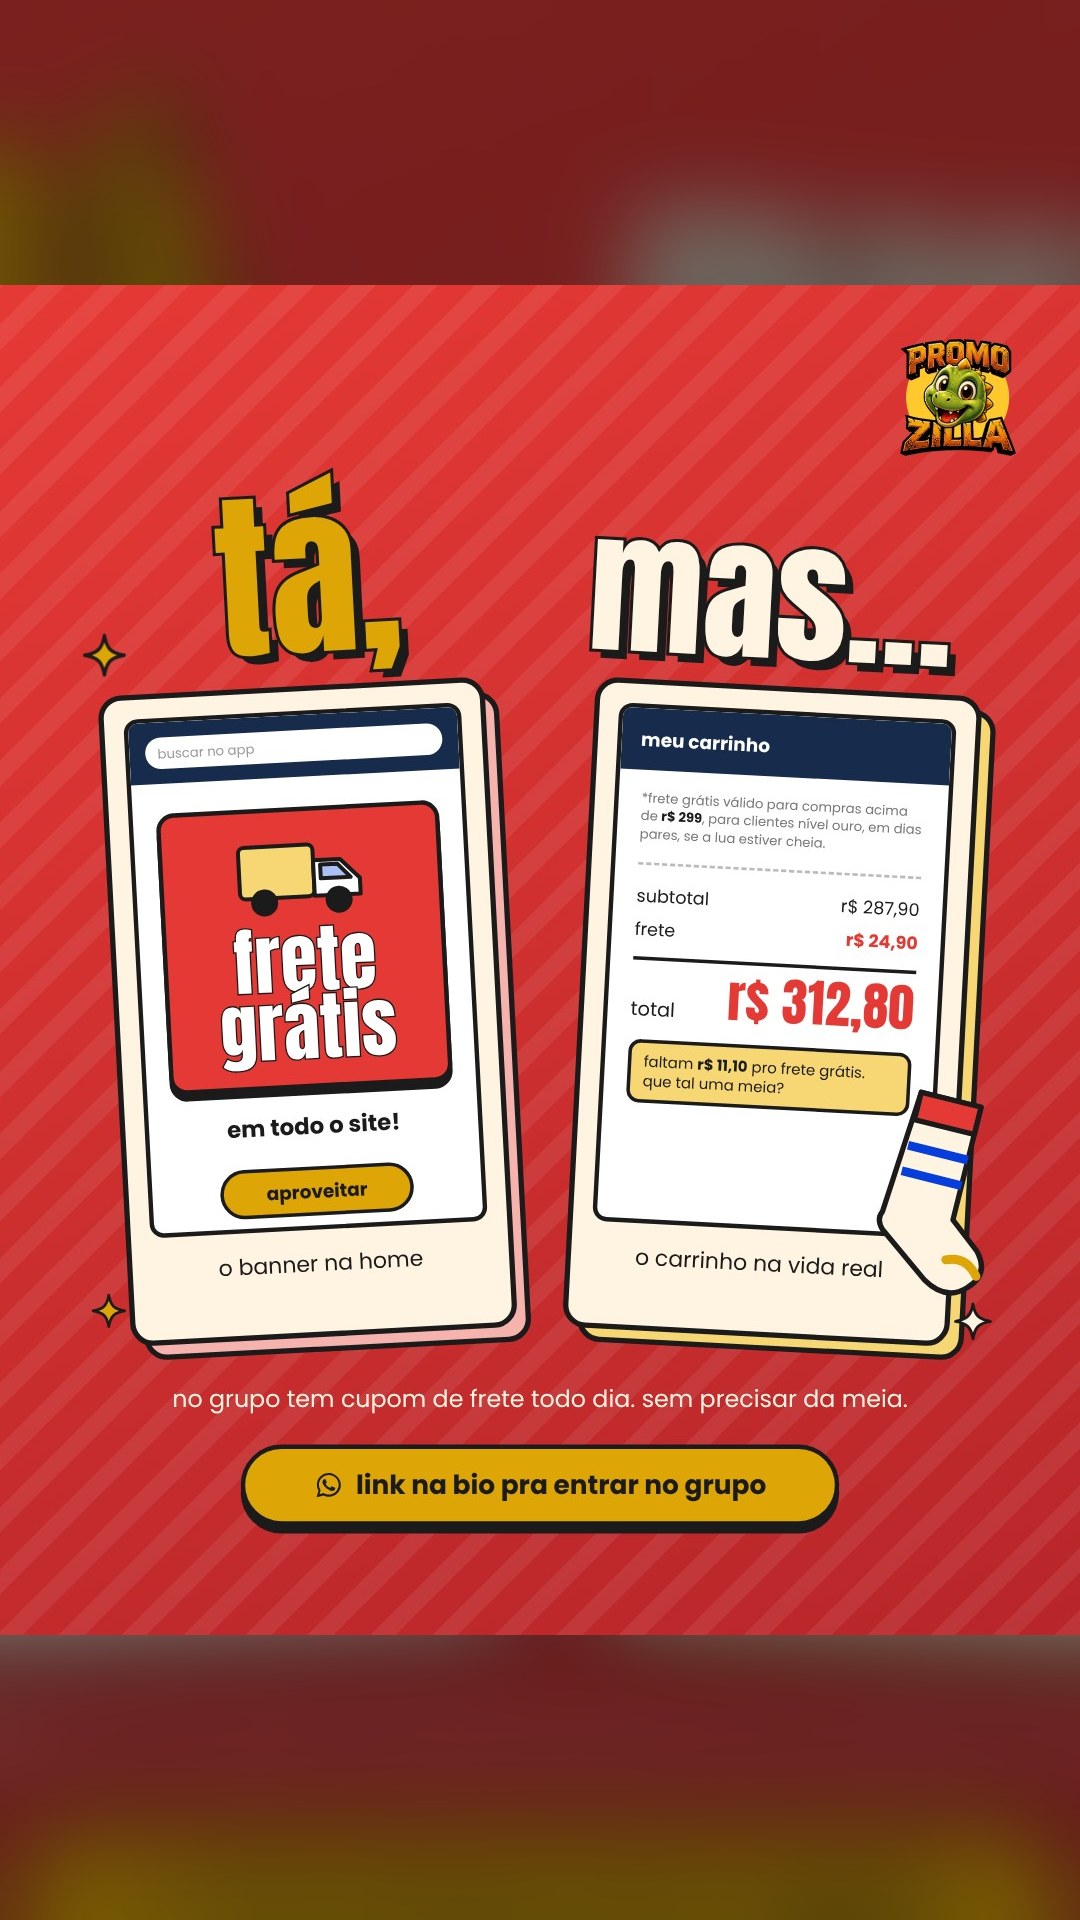 PROMO
ZILLA
tá,
mas...
buscar no app
frete
grátis
em todo o site!
aproveitar
o banner na home
meu carrinho
*frete grátis válido para compras acima
de r$ 299, para clientes nível ouro, em dias
pares, se a lua estiver cheia.
subtotal r$ 287,90
frete r$ 24,90
total r$ 312,80
faltam r$ 11,10 pro frete grátis.
que tal uma meia?
o carrinho na vida real
no grupo tem cupom de frete todo dia. sem precisar da meia.
link na bio pra entrar no grupo